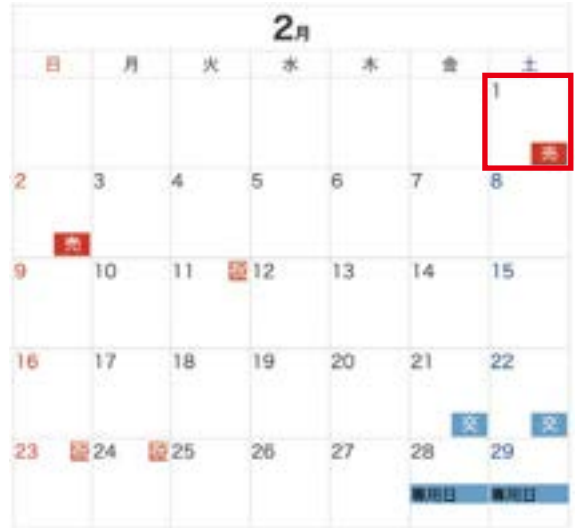 2月
日 月 火 水 木 金 土
1
売
2 3 4 5 6 7 8
売
9 10 11 祝 12 13 14 15
16 17 18 19 20 21 22
交 交
23 祝 24 祝 25 26 27 28 29
専用日 専用日